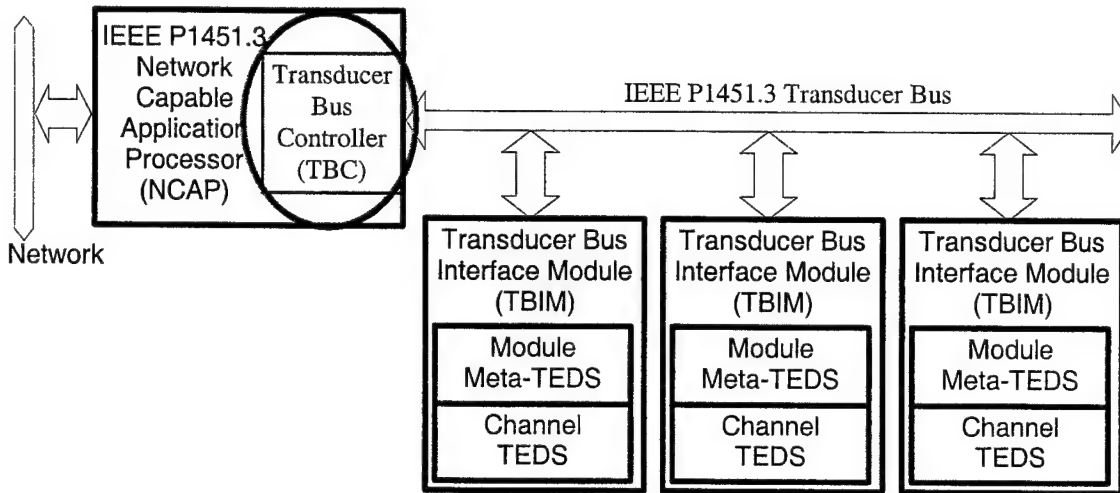 IEEE P1451.3
Network
Capable
Application
Processor
(NCAP)
Transducer
Bus
Controller
(TBC)
IEEE P1451.3 Transducer Bus
Network
Transducer Bus
Interface Module
(TBIM)
Module
Meta-TEDS
Channel
TEDS
Transducer Bus
Interface Module
(TBIM)
Module
Meta-TEDS
Channel
TEDS
Transducer Bus
Interface Module
(TBIM)
Module
Meta-TEDS
Channel
TEDS